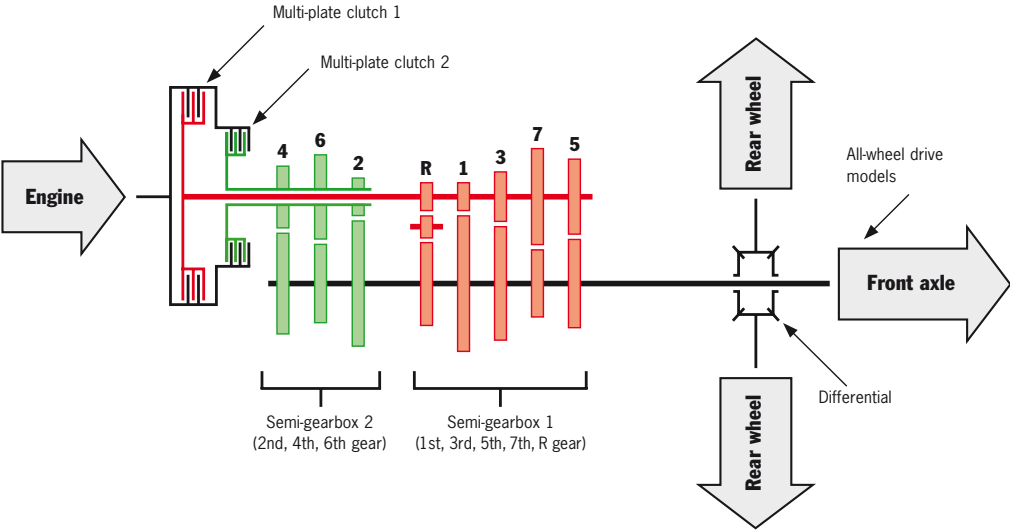 Multi-plate clutch 1
Multi-plate clutch 2
Engine
4
6
2
R
1
3
7
5
Rear wheel
All-wheel drive
models
Front axle
Differential
Rear wheel
Semi-gearbox 2
(2nd, 4th, 6th gear)
Semi-gearbox 1
(1st, 3rd, 5th, 7th, R gear)